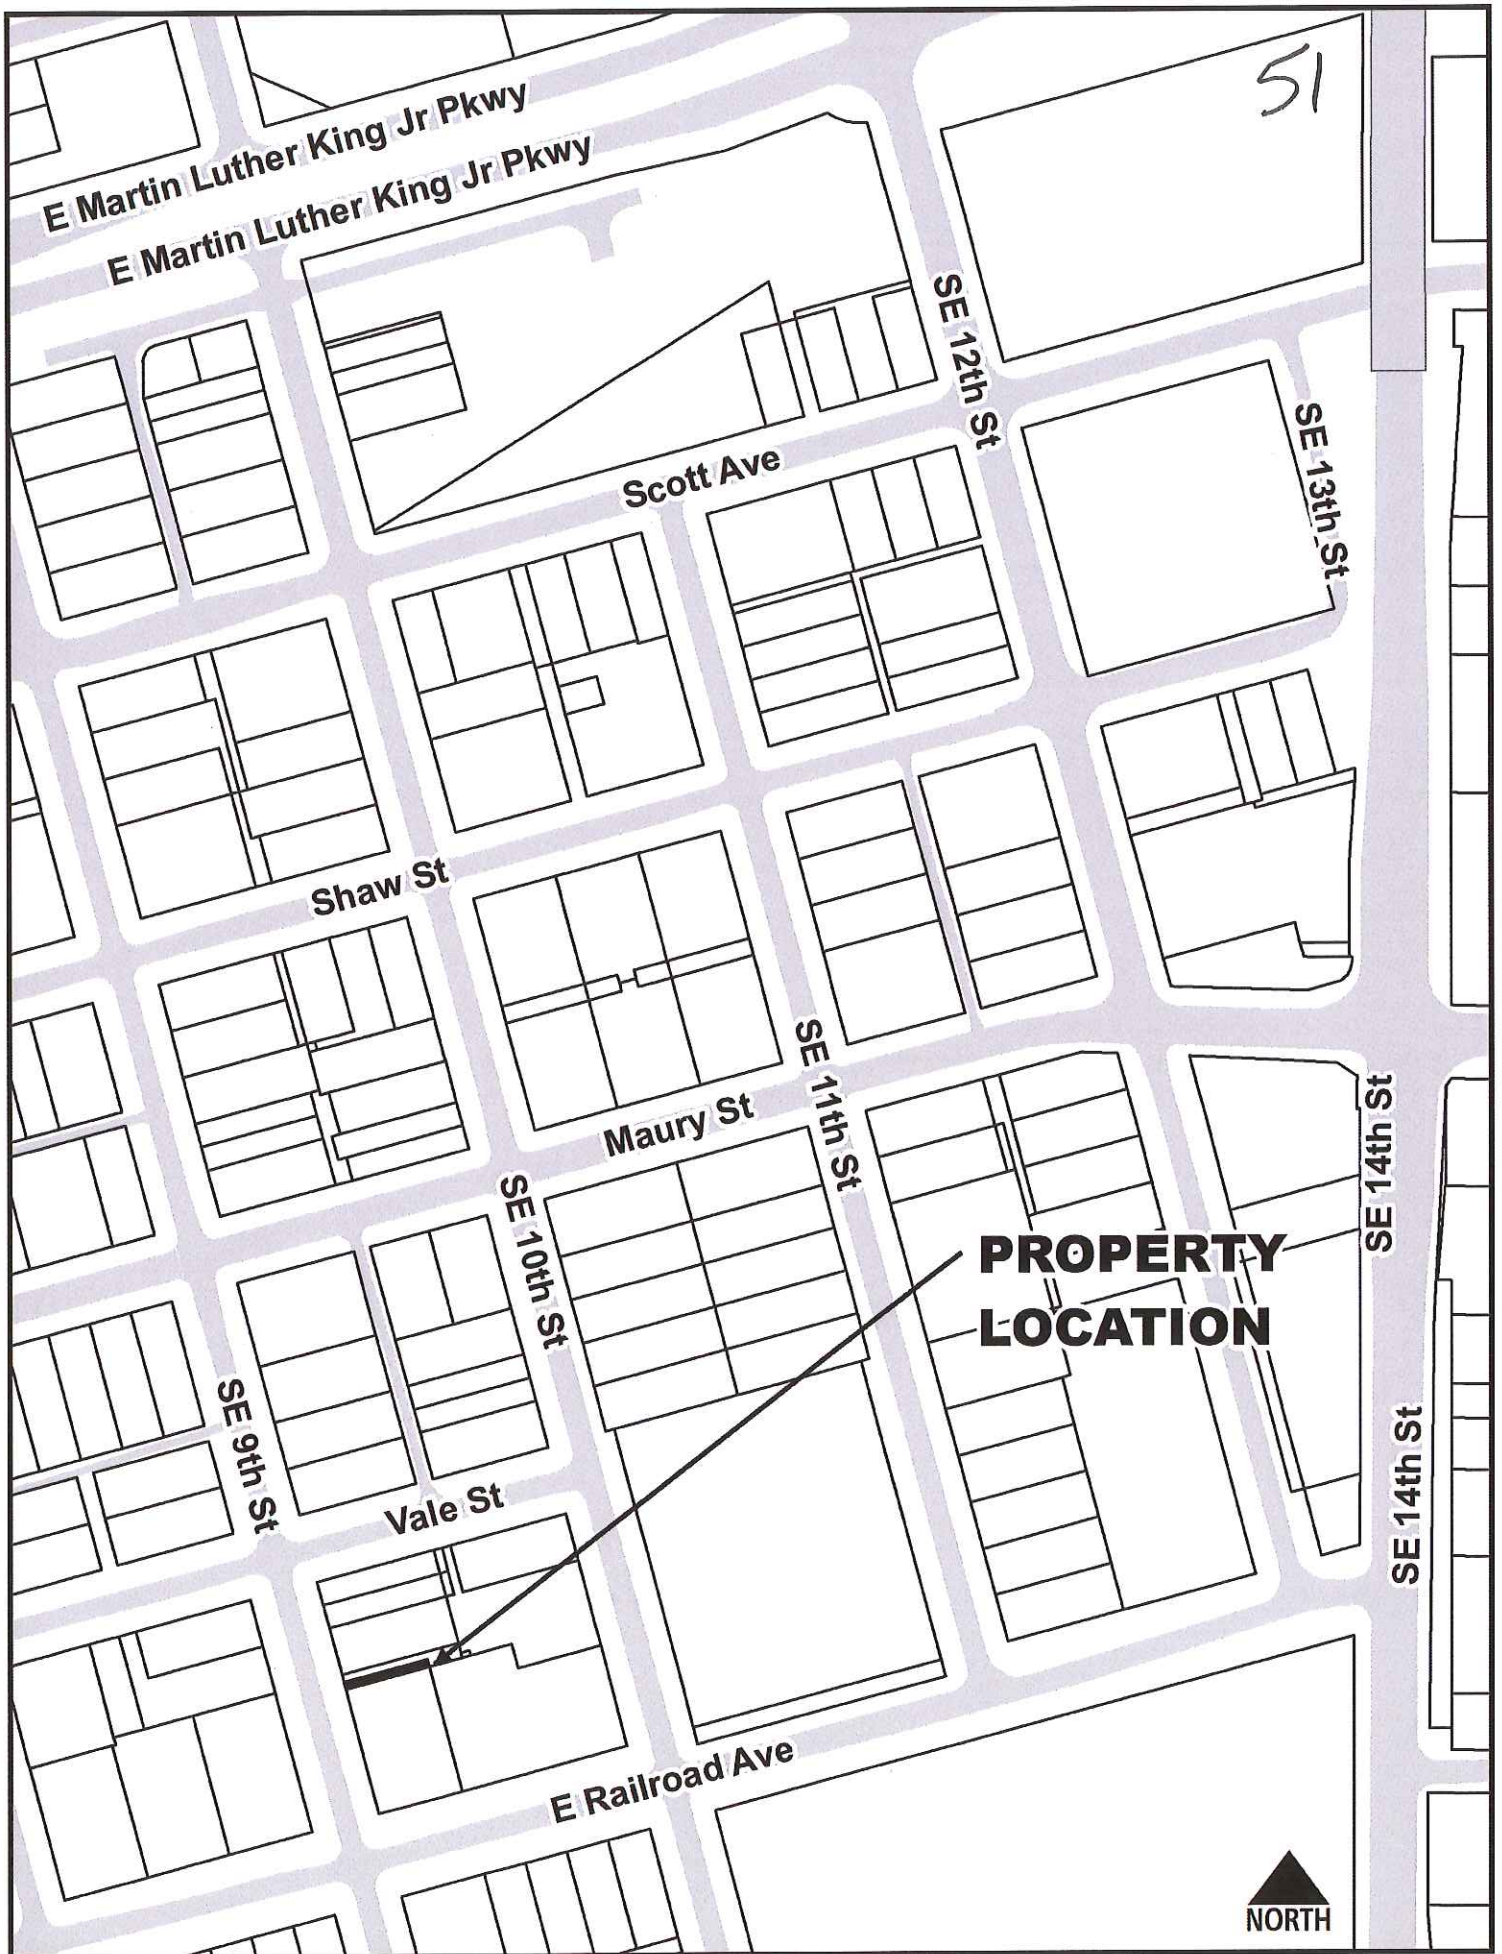 51
E Martin Luther King Jr Pkwy
E Martin Luther King Jr Pkwy
SE 12th St
SE 13th St
Scott Ave
Shaw St
SE 11th St
Maury St
SE 14th St
SE 10th St
PROPERTY
LOCATION
SE 9th St
SE 14th St
Vale St
E Railroad Ave
NORTH